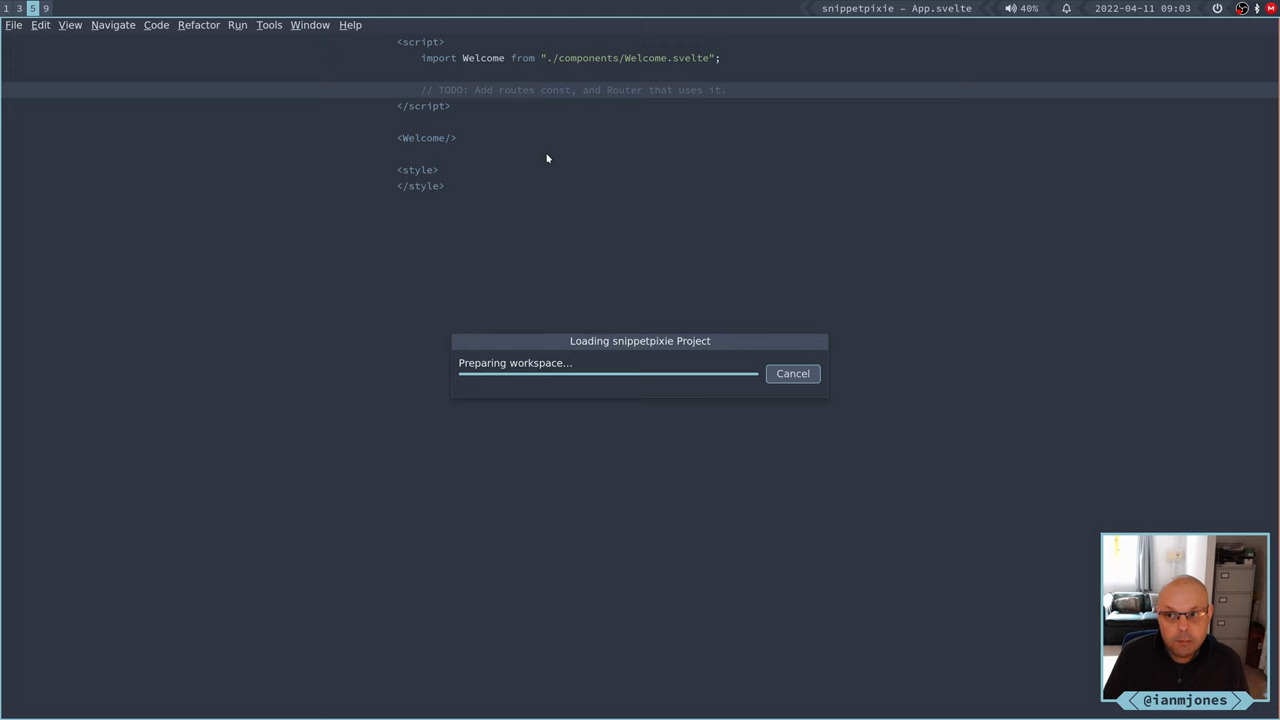 1 3 5 9
snippetpixie – App.svelte
40%
2022-04-11 09:03
M
File Edit View Navigate Code Refactor Run Tools Window Help
<script>
import Welcome from "./components/Welcome.svelte";
// TODO: Add routes const, and Router that uses it.
</script>
<Welcome/>
<style>
</style>
Loading snippetpixie Project
Preparing workspace...
Cancel
@ianmjones